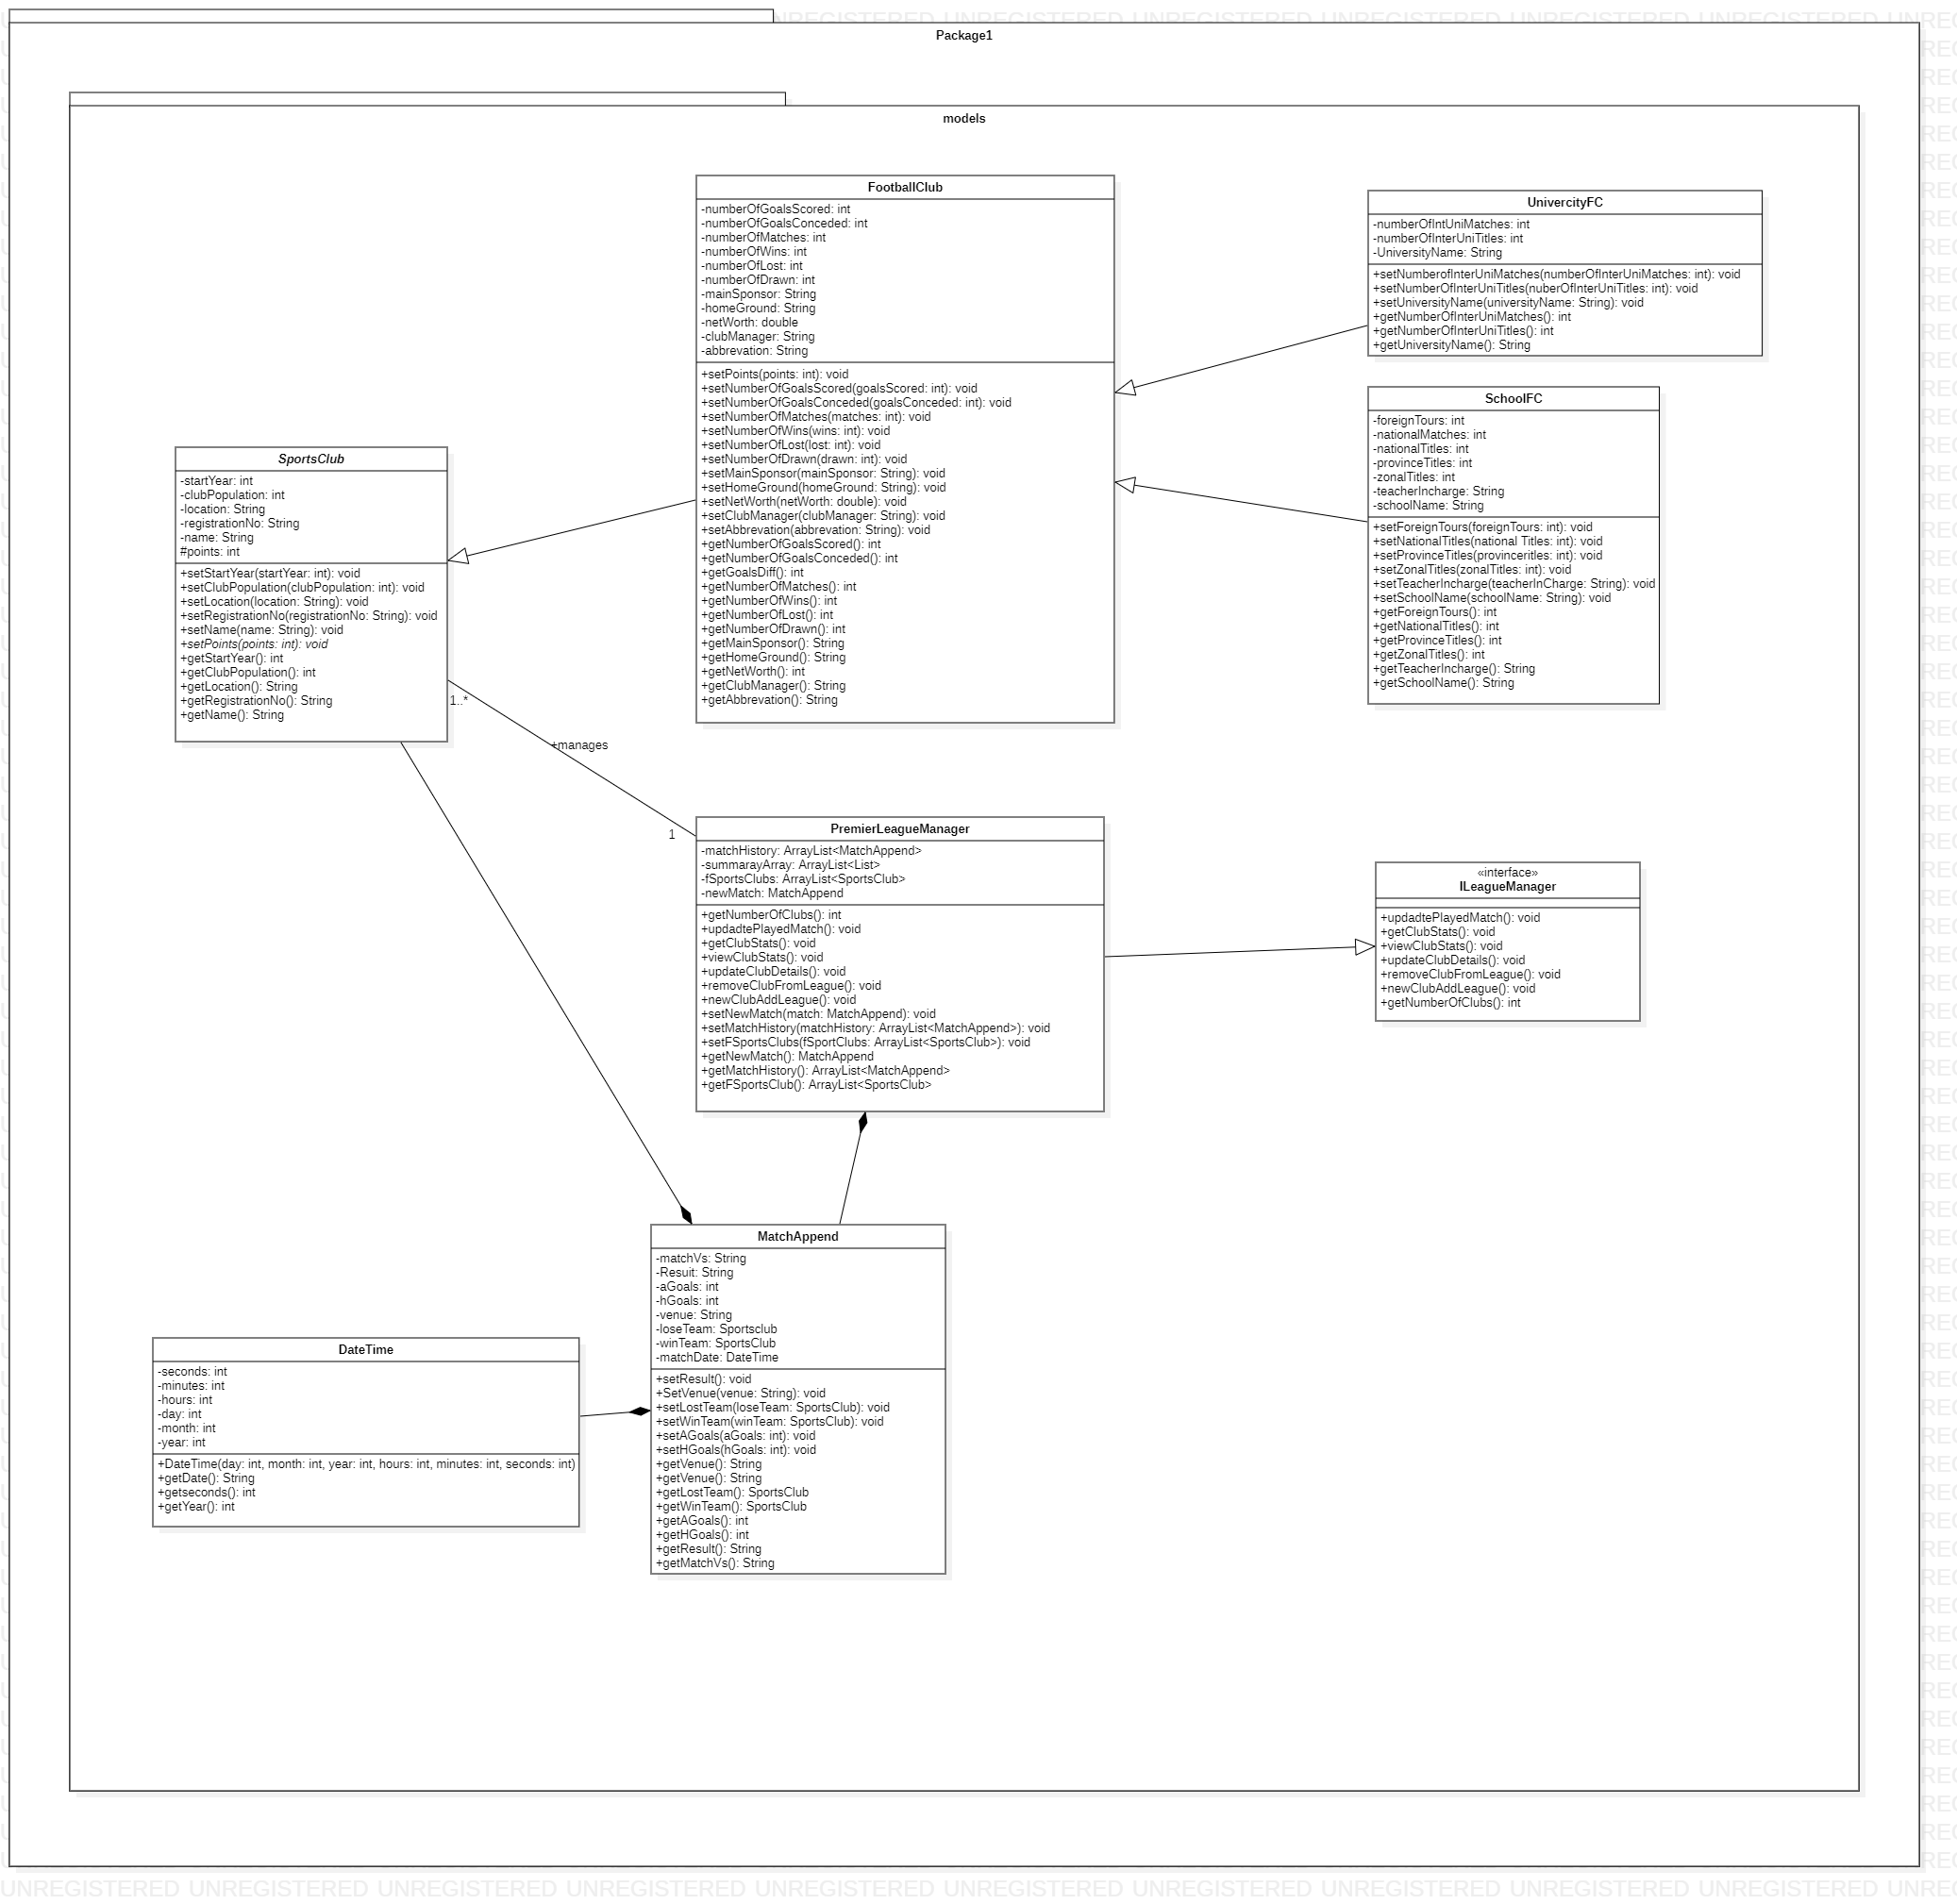 Package1
models
FootballClub
-numberOfGoalsScored: int
-numberOfGoalsConceded: int
-numberOfMatches: int
-numberOfWins: int
-numberOfLost: int
-numberOfDrawn: int
-mainSponsor: String
-homeGround: String
-netWorth: double
-clubManager: String
-abbrevation: String
+setPoints(points: int): void
+setNumberOfGoalsScored(goalsScored: int): void
+setNumberOfGoalsConceded(goalsConceded: int): void
+setNumberOfMatches(matches: int): void
+setNumberOfWins(wins: int): void
+setNumberOfLost(lost: int): void
+setNumberOfDrawn(drawn: int): void
+setMainSponsor(mainSponsor: String): void
+setHomeGround(homeGround: String): void
+setNetWorth(netWorth: double): void
+setClubManager(clubManager: String): void
+setAbbrevation(abbrevation: String): void
+getNumberOfGoalsScored(): int
+getNumberOfGoalsConceded(): int
+getGoalsDiff(): int
+getNumberOfMatches(): int
+getNumberOfWins(): int
+getNumberOfLost(): int
+getNumberOfDrawn(): int
+getMainSponsor(): String
+getHomeGround(): String
+getNetWorth(): int
+getClubManager(): String
+getAbbrevation(): String
UnivercityFC
-numberOfIntUniMatches: int
-numberOfInterUniTitles: int
-UniversityName: String
+setNumberofInterUniMatches(numberOfInterUniMatches: int): void
+setNumberOfInterUniTitles(nuberOfInterUniTitles: int): void
+setUniversityName(universityName: String): void
+getNumberOfInterUniMatches(): int
+getNumberOfInterUniTitles(): int
+getUniversityName(): String
SchoolFC
-foreignTours: int
-nationalMatches: int
-nationalTitles: int
-provinceTitles: int
-zonalTitles: int
-teacherIncharge: String
-schoolName: String
+setForeignTours(foreignTours: int): void
+setNationalTitles(national Titles: int): void
+setProvinceTitles(provinceritles: int): void
+setZonalTitles(zonalTitles: int): void
+setTeacherIncharge(teacherInCharge: String): void
+setSchoolName(schoolName: String): void
+getForeignTours(): int
+getNationalTitles(): int
+getProvinceTitles(): int
+getZonalTitles(): int
+getTeacherIncharge(): String
+getSchoolName(): String
SportsClub
-startYear: int
-clubPopulation: int
-location: String
-registrationNo: String
-name: String
#points: int
+setStartYear(startYear: int): void
+setClubPopulation(clubPopulation: int): void
+setLocation(location: String): void
+setRegistrationNo(registrationNo: String): void
+setName(name: String): void
+setPoints(points: int): void
+getStartYear(): int
+getClubPopulation(): int
+getLocation(): String
+getRegistrationNo(): String
+getName(): String
1..*
+manages
1
PremierLeagueManager
-matchHistory: ArrayList<MatchAppend>
-summarayArray: ArrayList<List>
-fSportsClubs: ArrayList<SportsClub>
-newMatch: MatchAppend
+getNumberOfClubs(): int
+updadtePlayedMatch(): void
+getClubStats(): void
+viewClubStats(): void
+updateClubDetails(): void
+removeClubFromLeague(): void
+newClubAddLeague(): void
+setNewMatch(match: MatchAppend): void
+setMatchHistory(matchHistory: ArrayList<MatchAppend>): void
+setFSportsClubs(fSportClubs: ArrayList<SportsClub>): void
+getNewMatch(): MatchAppend
+getMatchHistory(): ArrayList<MatchAppend>
+getFSportsClub(): ArrayList<SportsClub>
«interface»
ILeagueManager
+updadtePlayedMatch(): void
+getClubStats(): void
+viewClubStats(): void
+updateClubDetails(): void
+removeClubFromLeague(): void
+newClubAddLeague(): void
+getNumberOfClubs(): int
MatchAppend
-matchVs: String
-Resuit: String
-aGoals: int
-hGoals: int
-venue: String
-loseTeam: Sportsclub
-winTeam: SportsClub
-matchDate: DateTime
+setResult(): void
+SetVenue(venue: String): void
+setLostTeam(loseTeam: SportsClub): void
+setWinTeam(winTeam: SportsClub): void
+setAGoals(aGoals: int): void
+setHGoals(hGoals: int): void
+getVenue(): String
+getVenue(): String
+getLostTeam(): SportsClub
+getWinTeam(): SportsClub
+getAGoals(): int
+getHGoals(): int
+getResult(): String
+getMatchVs(): String
DateTime
-seconds: int
-minutes: int
-hours: int
-day: int
-month: int
-year: int
+DateTime(day: int, month: int, year: int, hours: int, minutes: int, seconds: int)
+getDate(): String
+getseconds(): int
+getYear(): int
UNREGISTERED UNREGISTERED UNREGISTERED UNREGISTERED UNREGISTERED UNREGISTERED UNREGISTERED UNREGISTERED UNREGISTERED UNREGISTERED